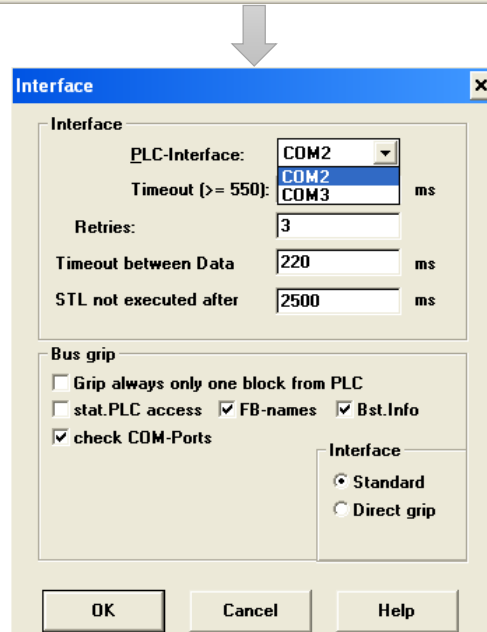 Interface
Interface
PLC-Interface: COM2
COM2
Timeout (>= 550): COM3 ms
Retries: 3
Timeout between Data 220 ms
STL not executed after 2500 ms
Bus grip
Grip always only one block from PLC
stat.PLC access FB-names Bst.Info
check COM-Ports
Interface
Standard
Direct grip
OK Cancel Help